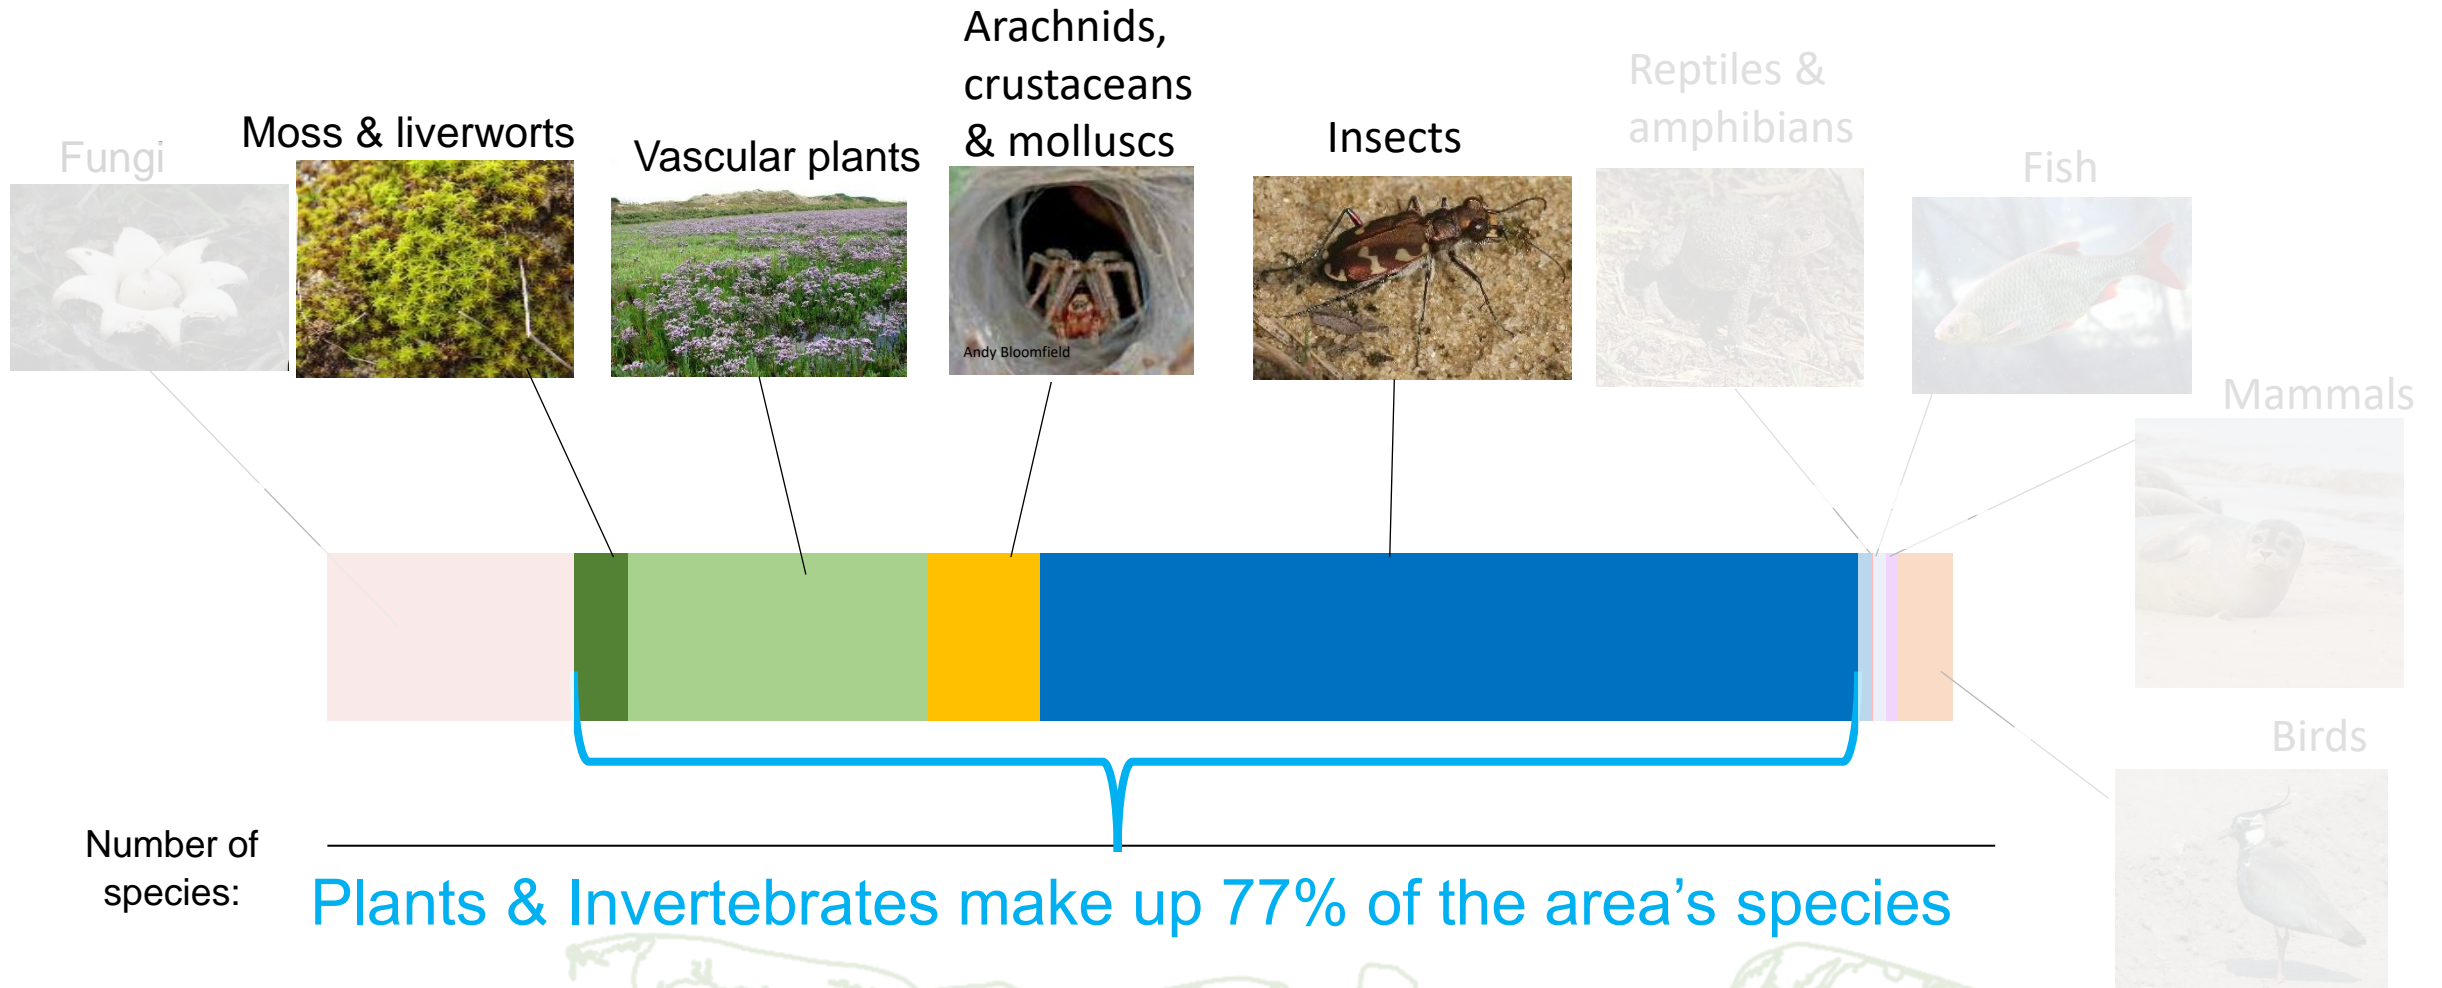 Fungi
Moss & liverworts
Vascular plants
Arachnids,
crustaceans
& molluscs
Insects
Reptiles &
amphibians
Fish
Mammals
Birds
Andy Bloomfield
Number of
species:
Plants & Invertebrates make up 77% of the area’s species